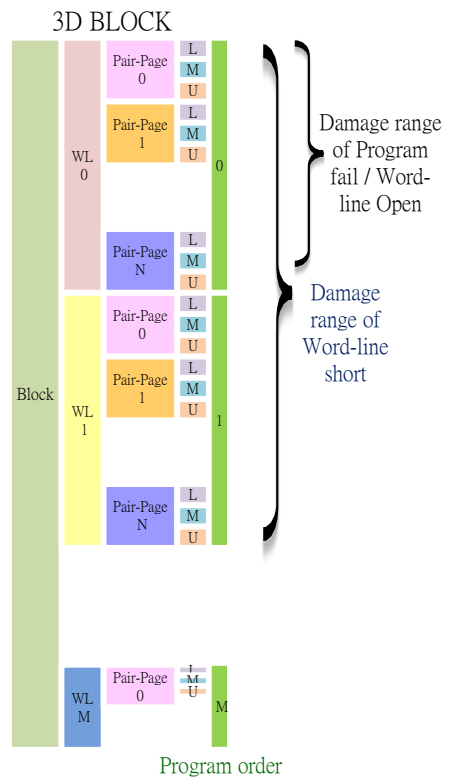 3D BLOCK
Block
WL
0
Pair-Page
0
L
M
U
Pair-Page
1
L
M
U
Pair-Page
N
L
M
U
0
WL
1
Pair-Page
0
L
M
U
Pair-Page
1
L
M
U
Pair-Page
N
L
M
U
1
WL
M
Pair-Page
0
L
M
U
M
Damage range
of Program
fail / Word-
line Open
Damage
range of
Word-line
short
Program order